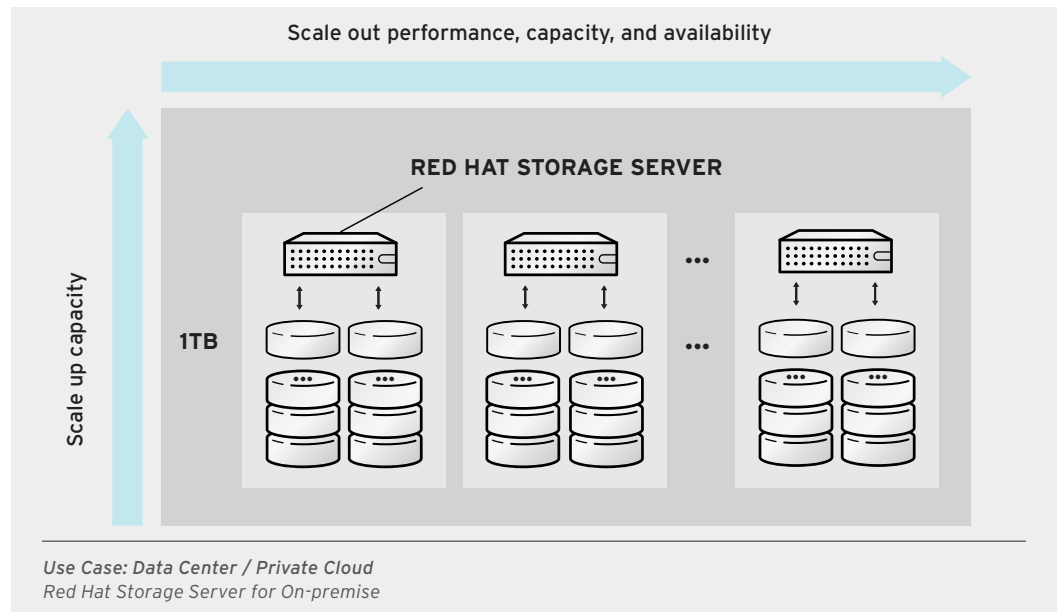 Scale out performance, capacity, and availability
RED HAT STORAGE SERVER
Scale up capacity
•••
1TB
•••
••• ••• ••• ••• ••• •••
Use Case: Data Center / Private Cloud
Red Hat Storage Server for On-premise